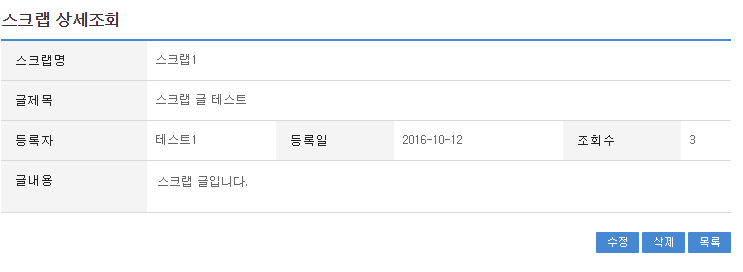 스크랩 상세조회
스크랩명 스크랩1
글제목 스크랩 글 테스트
등록자 테스트1 등록일 2016-10-12 조회수 3
글내용 스크랩 글입니다.
수정 삭제 목록